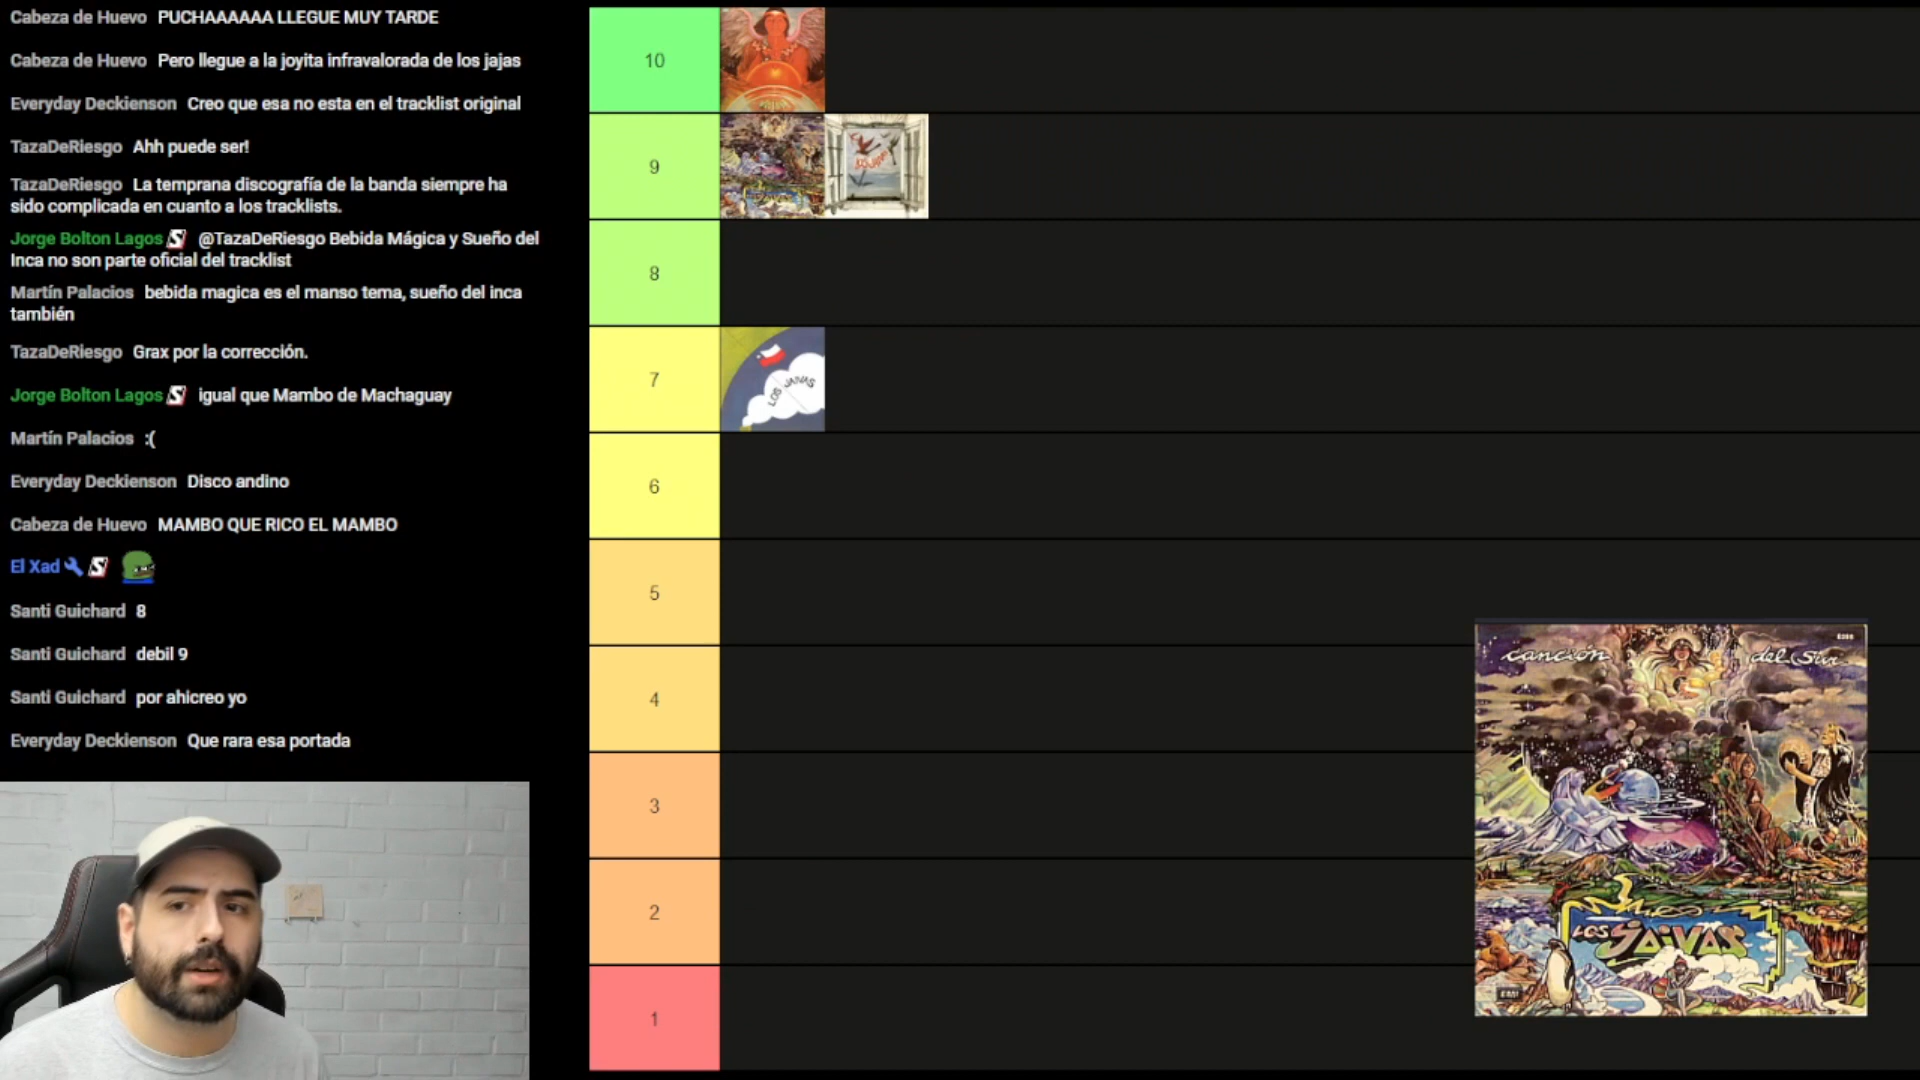 Cabeza de Huevo PUCHAAAAAA LLEGUE MUY TARDE
Cabeza de Huevo Pero llegue a la joyita infravalorada de los jajas
Everyday Deckienson Creo que esa no esta en el tracklist original
TazaDeRiesgo Ahh puede ser!
TazaDeRiesgo La temprana discografía de la banda siempre ha
sido complicada en cuanto a los tracklists.
Jorge Bolton Lagos S @TazaDeRiesgo Bebida Mágica y Sueño del
Inca no son parte oficial del tracklist
Martín Palacios bebida magica es el manso tema, sueño del inca
también
TazaDeRiesgo Grax por la corrección.
Jorge Bolton Lagos S igual que Mambo de Machaguay
Martín Palacios :(
Everyday Deckienson Disco andino
Cabeza de Huevo MAMBO QUE RICO EL MAMBO
El Xad S
Santi Guichard 8
Santi Guichard debil 9
Santi Guichard por ahicreo yo
Everyday Deckienson Que rara esa portada
10
9
8
7
LOS JAIVAS
6
5
4
3
2
1
canción del Sur
LOS JAIVAS
EMI